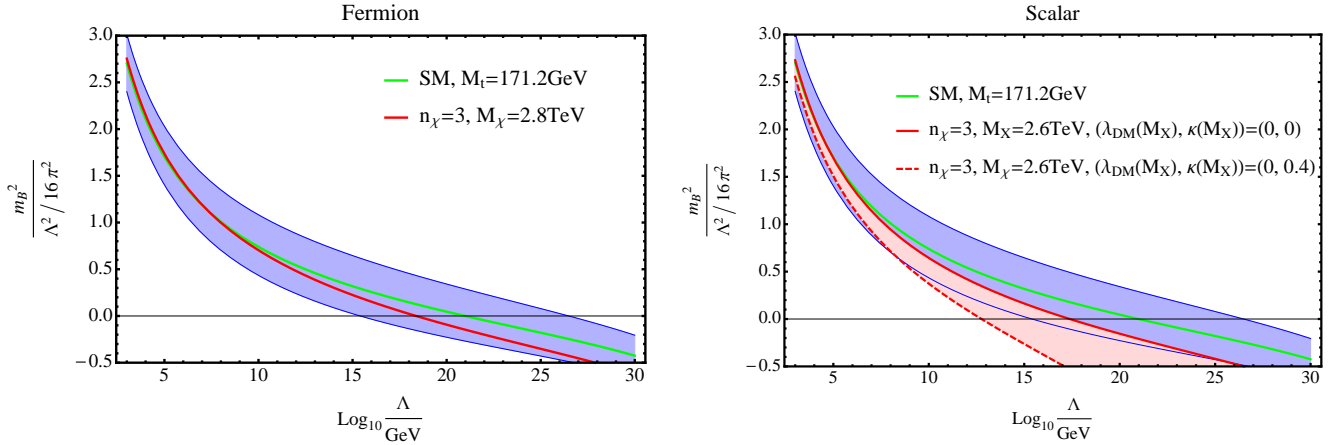 Fermion
3.0
2.5
2.0
1.5
1.0
0.5
0.0
−0.5
5
10
15
20
25
30
m_B^2
Λ^2 / 16 π^2
SM, M_t=171.2GeV
n_χ=3, M_χ=2.8TeV
Log_10 Λ
GeV
Scalar
3.0
2.5
2.0
1.5
1.0
0.5
0.0
−0.5
5
10
15
20
25
30
m_B^2
Λ^2 / 16 π^2
SM, M_t=171.2GeV
n_χ=3, M_X=2.6TeV, (λ_DM(M_X), κ(M_X))=(0, 0)
n_χ=3, M_χ=2.6TeV, (λ_DM(M_X), κ(M_X))=(0, 0.4)
Log_10 Λ
GeV